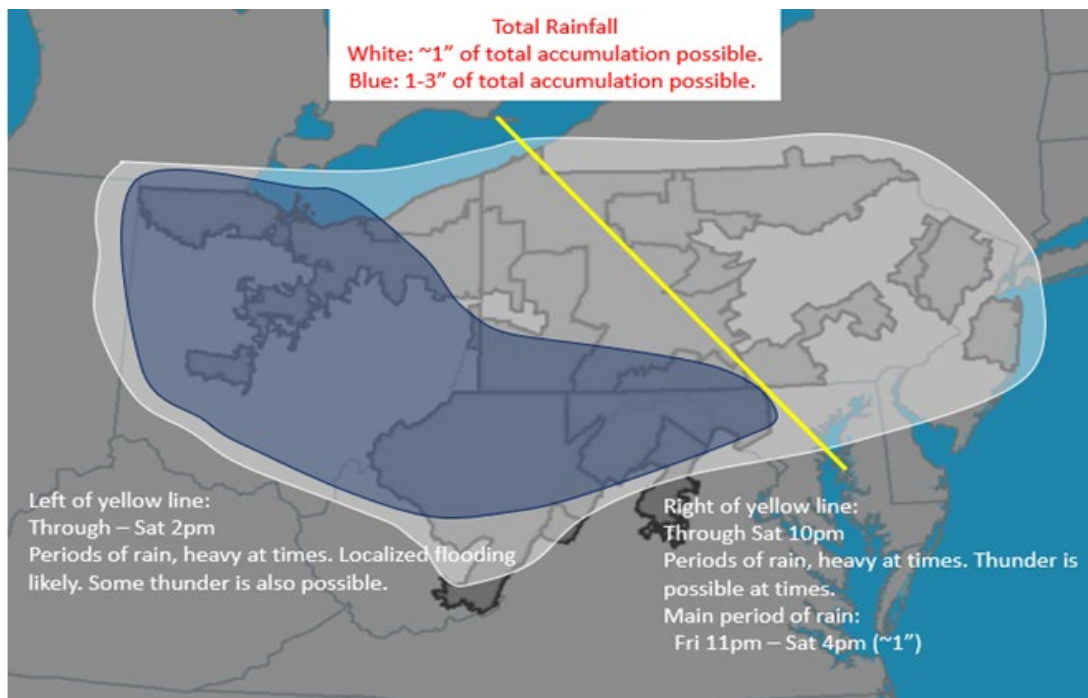 Total Rainfall
White: ~1” of total accumulation possible.
Blue: 1-3” of total accumulation possible.
Left of yellow line:
Through – Sat 2pm
Periods of rain, heavy at times. Localized flooding
likely. Some thunder is also possible.
Right of yellow line:
Through Sat 10pm
Periods of rain, heavy at times. Thunder is
possible at times.
Main period of rain:
Fri 11pm – Sat 4pm (~1”)